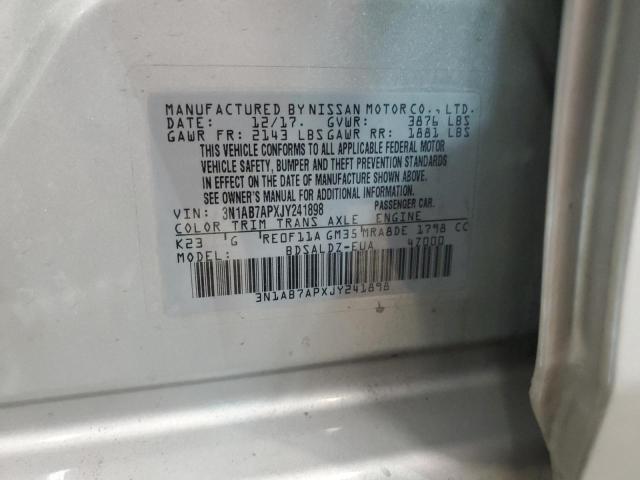 MANUFACTURED BY NISSAN MOTOR CO., LTD.
DATE: 12/17. GVWR: 3876 LBS
GAWR FR: 2143 LBS GAWR RR: 1881 LBS
THIS VEHICLE CONFORMS TO ALL APPLICABLE FEDERAL MOTOR
VEHICLE SAFETY, BUMPER AND THEFT PREVENTION STANDARDS
IN EFFECT ON THE DATE OF MANUFACTURE SHOWN ABOVE.
SEE OWNER'S MANUAL FOR ADDITIONAL INFORMATION.
VIN: 3N1AB7APXJY241898 PASSENGER CAR.
COLOR TRIM TRANS AXLE ENGINE
K23 G RE0F11A GM35 MRA8DE 1798 CC
MODEL: BDSALDZ-EUA 47000
3N1AB7APXJY241898